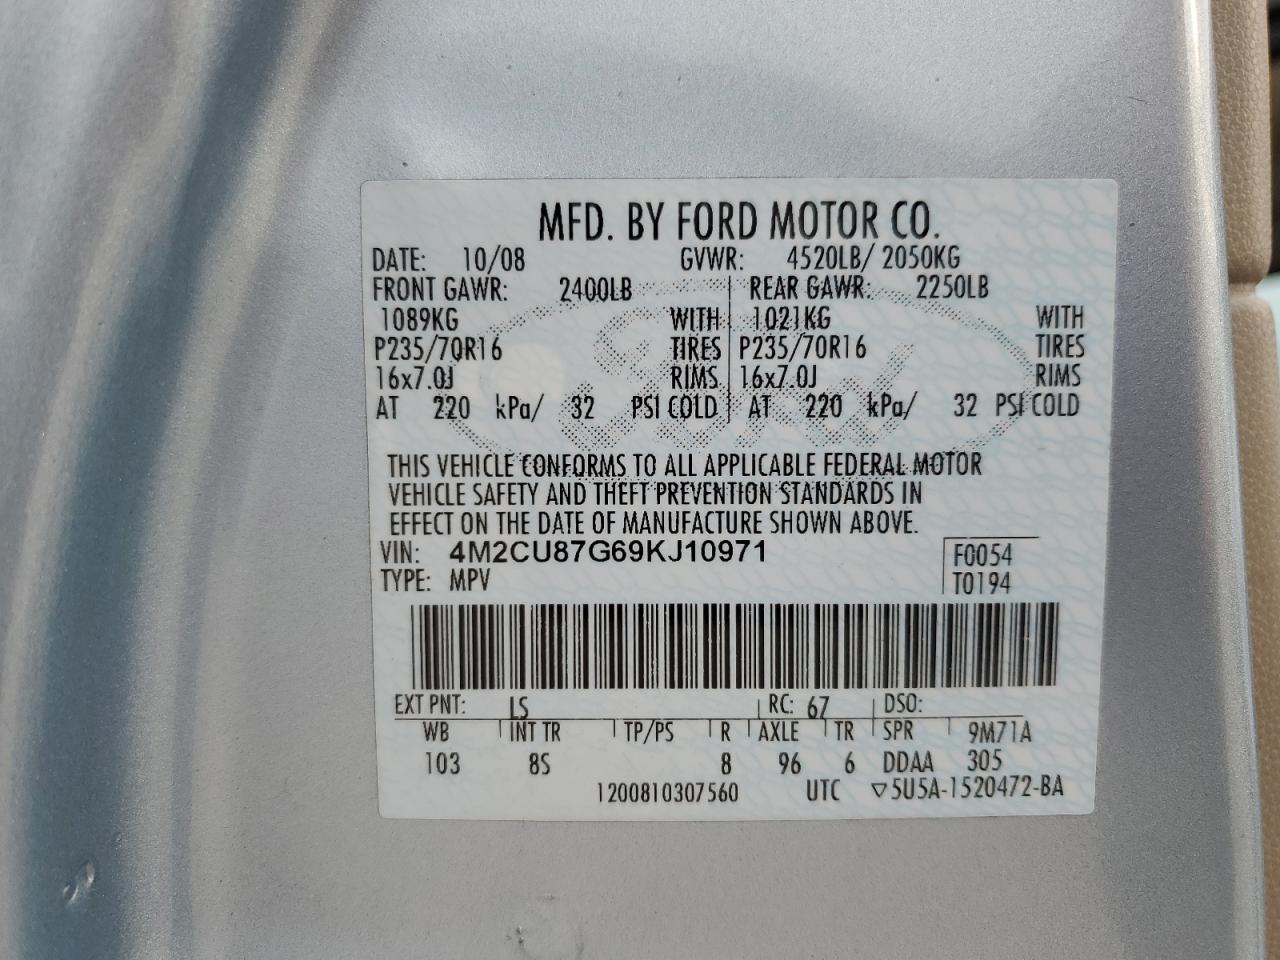 MFD. BY FORD MOTOR CO.
DATE: 10/08 GVWR: 4520LB/ 2050KG
FRONT GAWR: 2400LB REAR GAWR: 2250LB
1089KG WITH 1021KG WITH
P235/70R16 TIRES P235/70R16 TIRES
16x7.0J RIMS 16x7.0J RIMS
AT 220 kPa/ 32 PSI COLD AT 220 kPa/ 32 PSI COLD
Ford
THIS VEHICLE CONFORMS TO ALL APPLICABLE FEDERAL MOTOR
VEHICLE SAFETY AND THEFT PREVENTION STANDARDS IN
EFFECT ON THE DATE OF MANUFACTURE SHOWN ABOVE.
VIN: 4M2CU87G69KJ10971 F0054
TYPE: MPV T0194
EXT PNT: LS RC: 67 DSO:
WB INT TR TP/PS R AXLE TR SPR 9M71A
103 8S 8 96 6 DDAA 305
1200810307560 UTC ▽5U5A-1520472-BA